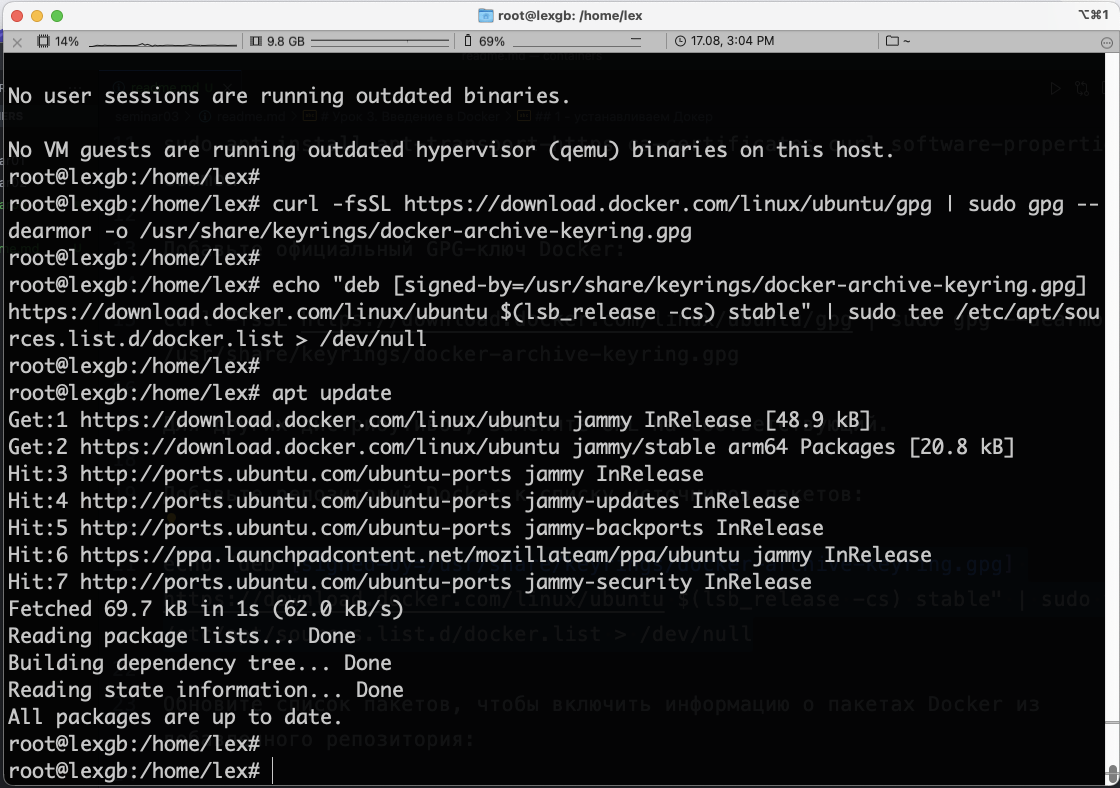 root@lexgb: /home/lex
⌥⌘1
14%
9.8 GB
69%
17.08, 3:04 PM
~
No user sessions are running outdated binaries.
No VM guests are running outdated hypervisor (qemu) binaries on this host.
root@lexgb:/home/lex#
root@lexgb:/home/lex# curl -fsSL https://download.docker.com/linux/ubuntu/gpg | sudo gpg --
dearmor -o /usr/share/keyrings/docker-archive-keyring.gpg
root@lexgb:/home/lex#
root@lexgb:/home/lex# echo "deb [signed-by=/usr/share/keyrings/docker-archive-keyring.gpg]
https://download.docker.com/linux/ubuntu $(lsb_release -cs) stable" | sudo tee /etc/apt/sou
rces.list.d/docker.list > /dev/null
root@lexgb:/home/lex#
root@lexgb:/home/lex# apt update
Get:1 https://download.docker.com/linux/ubuntu jammy InRelease [48.9 kB]
Get:2 https://download.docker.com/linux/ubuntu jammy/stable arm64 Packages [20.8 kB]
Hit:3 http://ports.ubuntu.com/ubuntu-ports jammy InRelease
Hit:4 http://ports.ubuntu.com/ubuntu-ports jammy-updates InRelease
Hit:5 http://ports.ubuntu.com/ubuntu-ports jammy-backports InRelease
Hit:6 https://ppa.launchpadcontent.net/mozillateam/ppa/ubuntu jammy InRelease
Hit:7 http://ports.ubuntu.com/ubuntu-ports jammy-security InRelease
Fetched 69.7 kB in 1s (62.0 kB/s)
Reading package lists... Done
Building dependency tree... Done
Reading state information... Done
All packages are up to date.
root@lexgb:/home/lex#
root@lexgb:/home/lex#